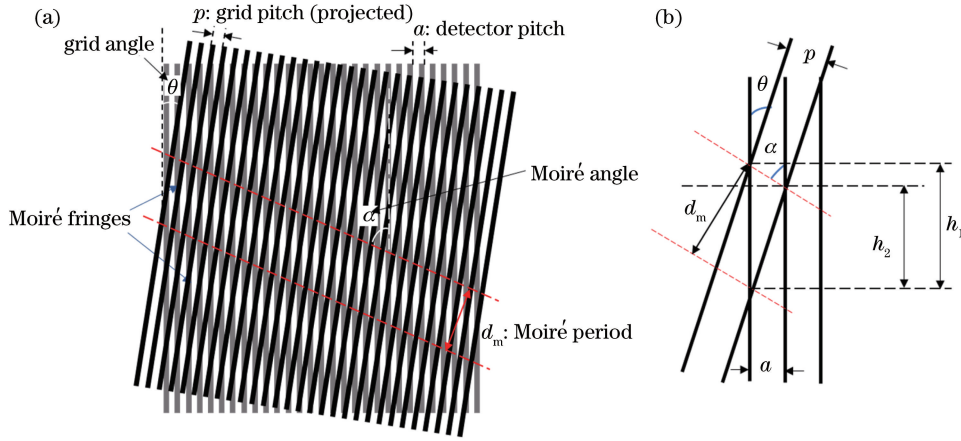 (a)
p: grid pitch (projected)
a: detector pitch
grid angle
θ
Moiré angle
α
Moiré fringes
dm: Moiré period
(b)
p
θ
α
dm
h1
h2
a